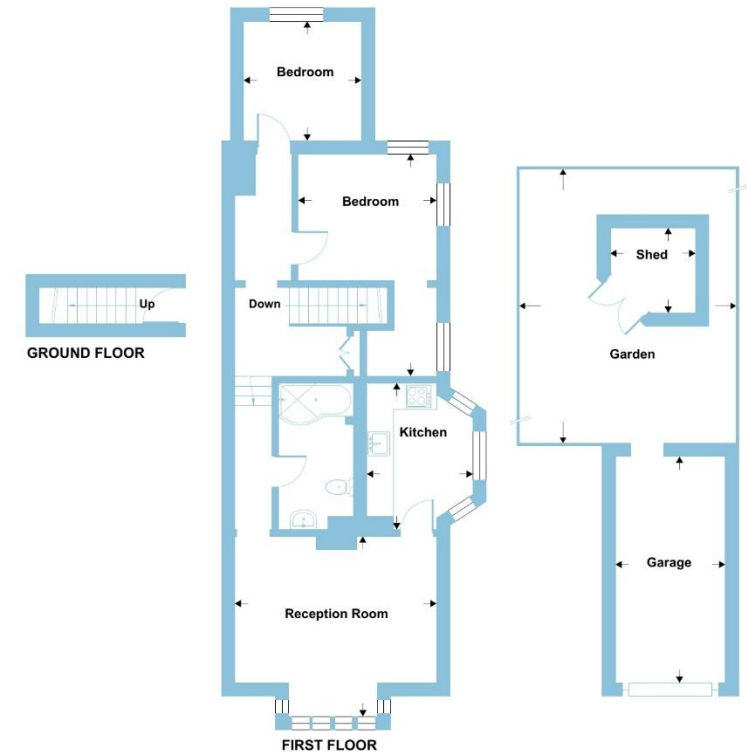 Bedroom
Bedroom
Shed
Up
Down
GROUND FLOOR
Garden
Kitchen
Garage
Reception Room
FIRST FLOOR